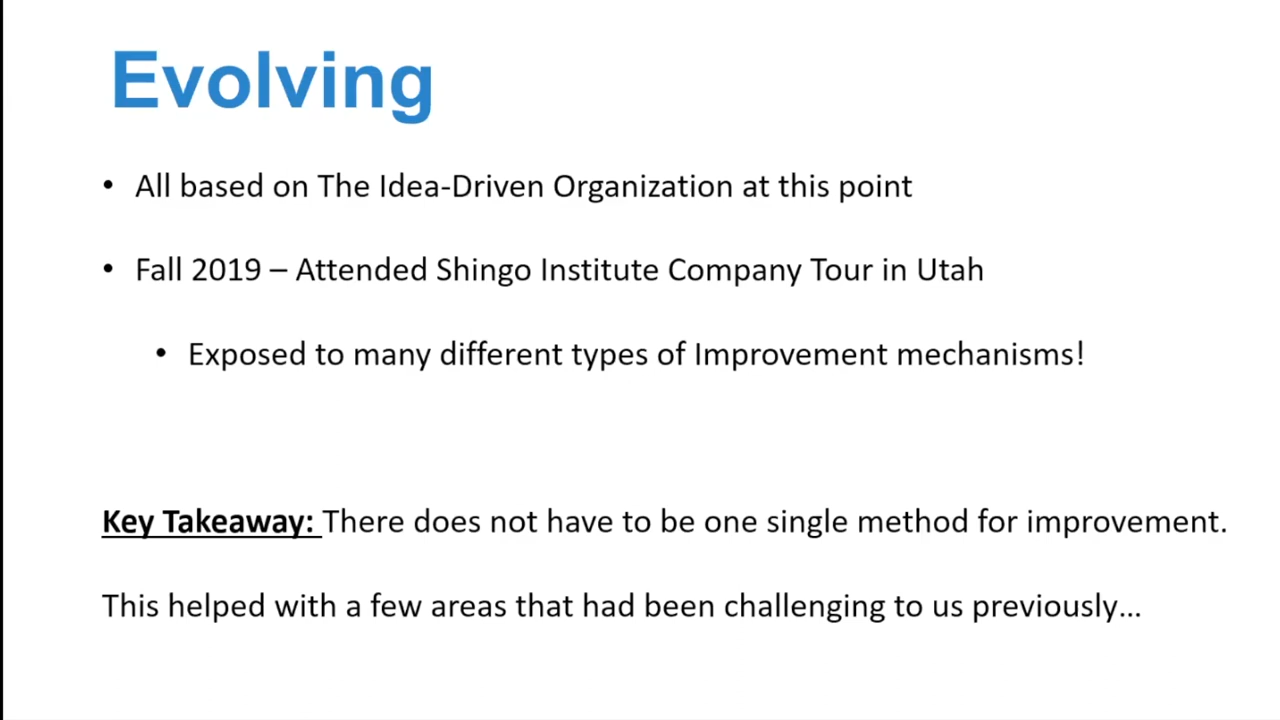 Evolving
• All based on The Idea-Driven Organization at this point
• Fall 2019 – Attended Shingo Institute Company Tour in Utah
• Exposed to many different types of Improvement mechanisms!
Key Takeaway: There does not have to be one single method for improvement.
This helped with a few areas that had been challenging to us previously…